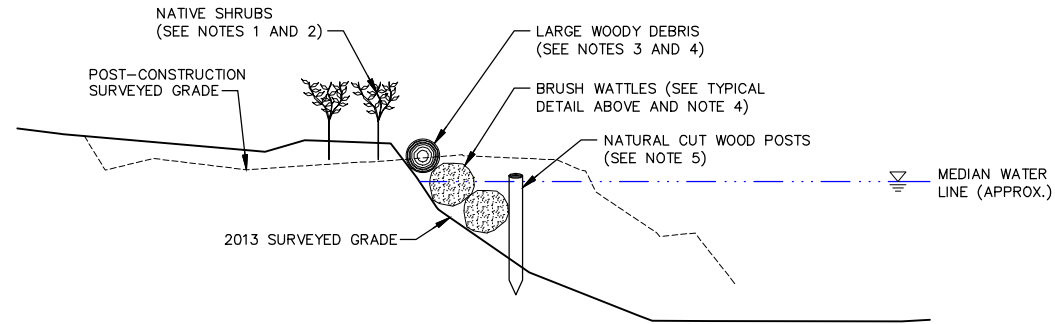 NATIVE SHRUBS
(SEE NOTES 1 AND 2)
LARGE WOODY DEBRIS
(SEE NOTES 3 AND 4)
POST-CONSTRUCTION
SURVEYED GRADE
BRUSH WATTLES (SEE TYPICAL
DETAIL ABOVE AND NOTE 4)
NATURAL CUT WOOD POSTS
(SEE NOTE 5)
MEDIAN WATER
LINE (APPROX.)
2013 SURVEYED GRADE